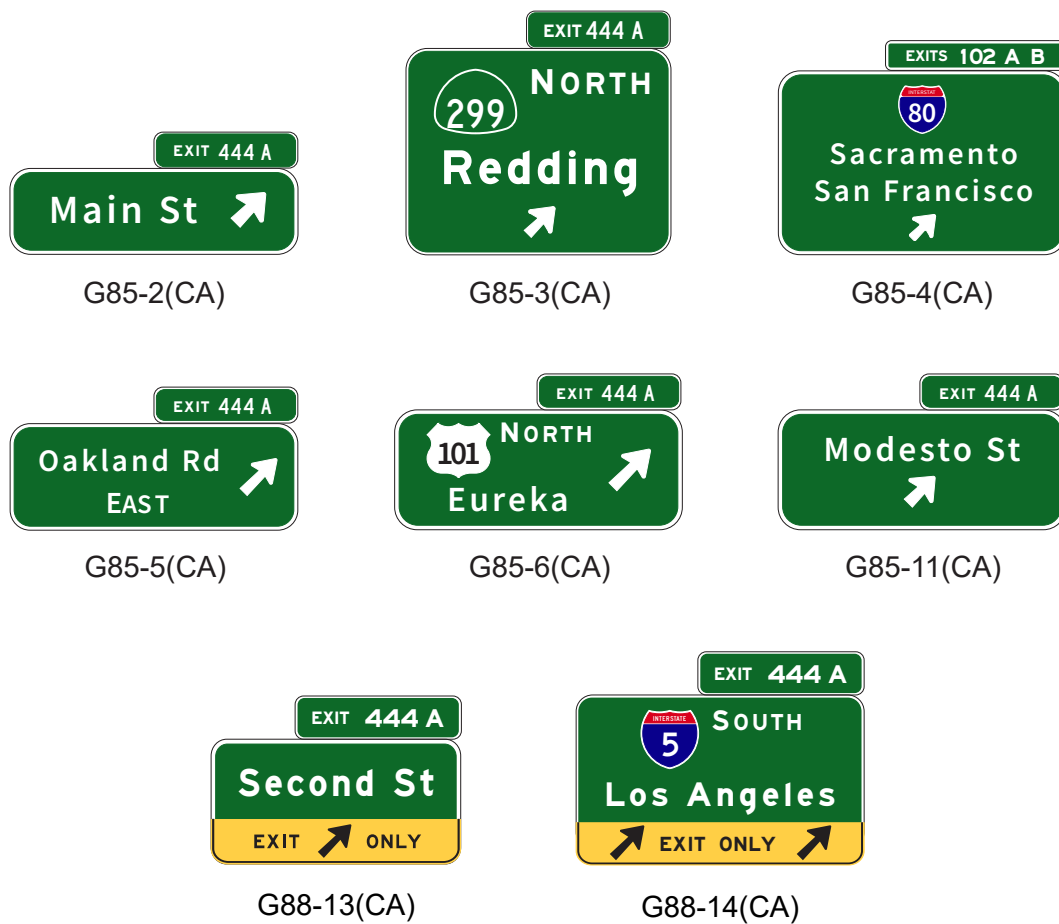 EXIT 444 A
Main St
G85-2(CA)
EXIT 444 A
299 NORTH
Redding
G85-3(CA)
EXITS 102 A B
INTERSTAT
80
Sacramento
San Francisco
G85-4(CA)
EXIT 444 A
Oakland Rd
EAST
G85-5(CA)
EXIT 444 A
101 NORTH
Eureka
G85-6(CA)
EXIT 444 A
Modesto St
G85-11(CA)
EXIT 444 A
Second St
EXIT ONLY
G88-13(CA)
EXIT 444 A
INTERSTATE
5 SOUTH
Los Angeles
EXIT ONLY
G88-14(CA)